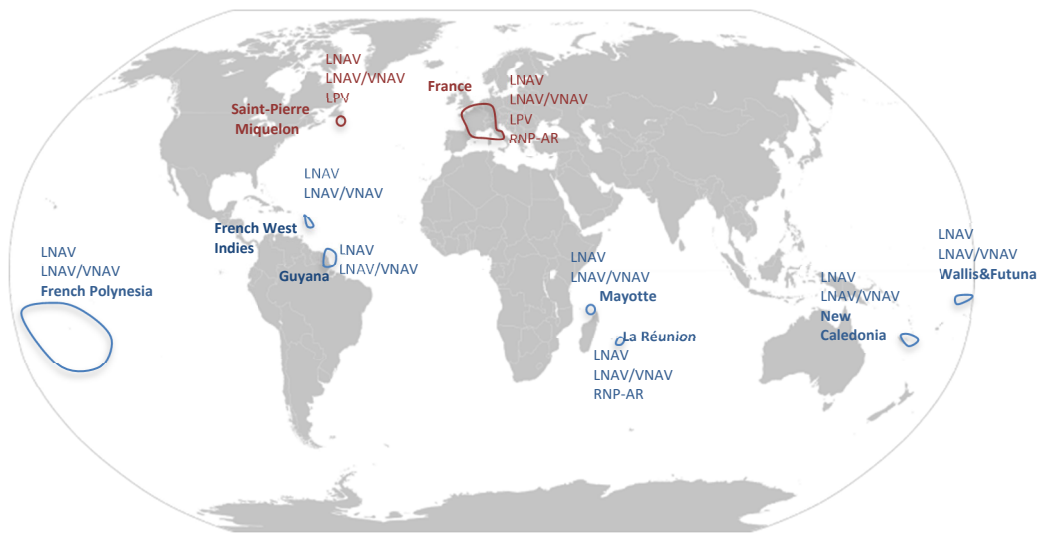 LNAV
LNAV/VNAV
LPV
Saint-Pierre
Miquelon
France
LNAV
LNAV/VNAV
LPV
RNP-AR
LNAV
LNAV/VNAV
French West
Indies
LNAV
LNAV/VNAV
Guyana
LNAV
LNAV/VNAV
French Polynesia
LNAV
LNAV/VNAV
Mayotte
La Réunion
LNAV
LNAV/VNAV
RNP-AR
LNAV
LNAV/VNAV
New
Caledonia
LNAV
LNAV/VNAV
Wallis&Futuna